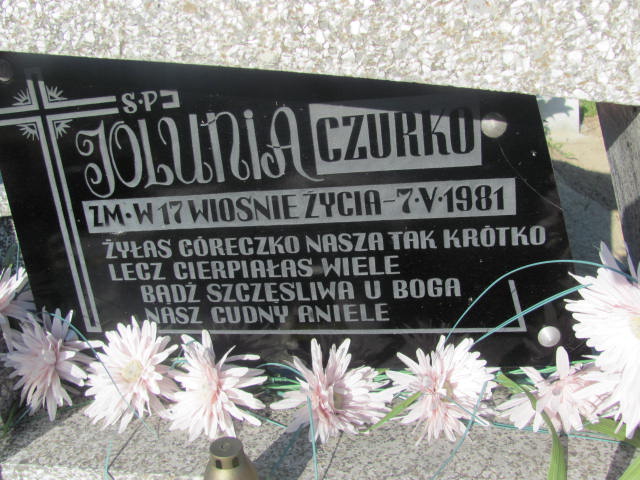 Ś.P.
JOLUNIA CZURKO
ZM. W 17 WIOSNIE ŻYCIA - 7.V.1981
ŻYŁAS CÓRECZKO NASZA TAK KRÓTKO
LECZ CIERPIAŁAS WIELE
BĄDŹ SZCZĘSLIWA U BOGA
NASZ CUDNY ANIELE